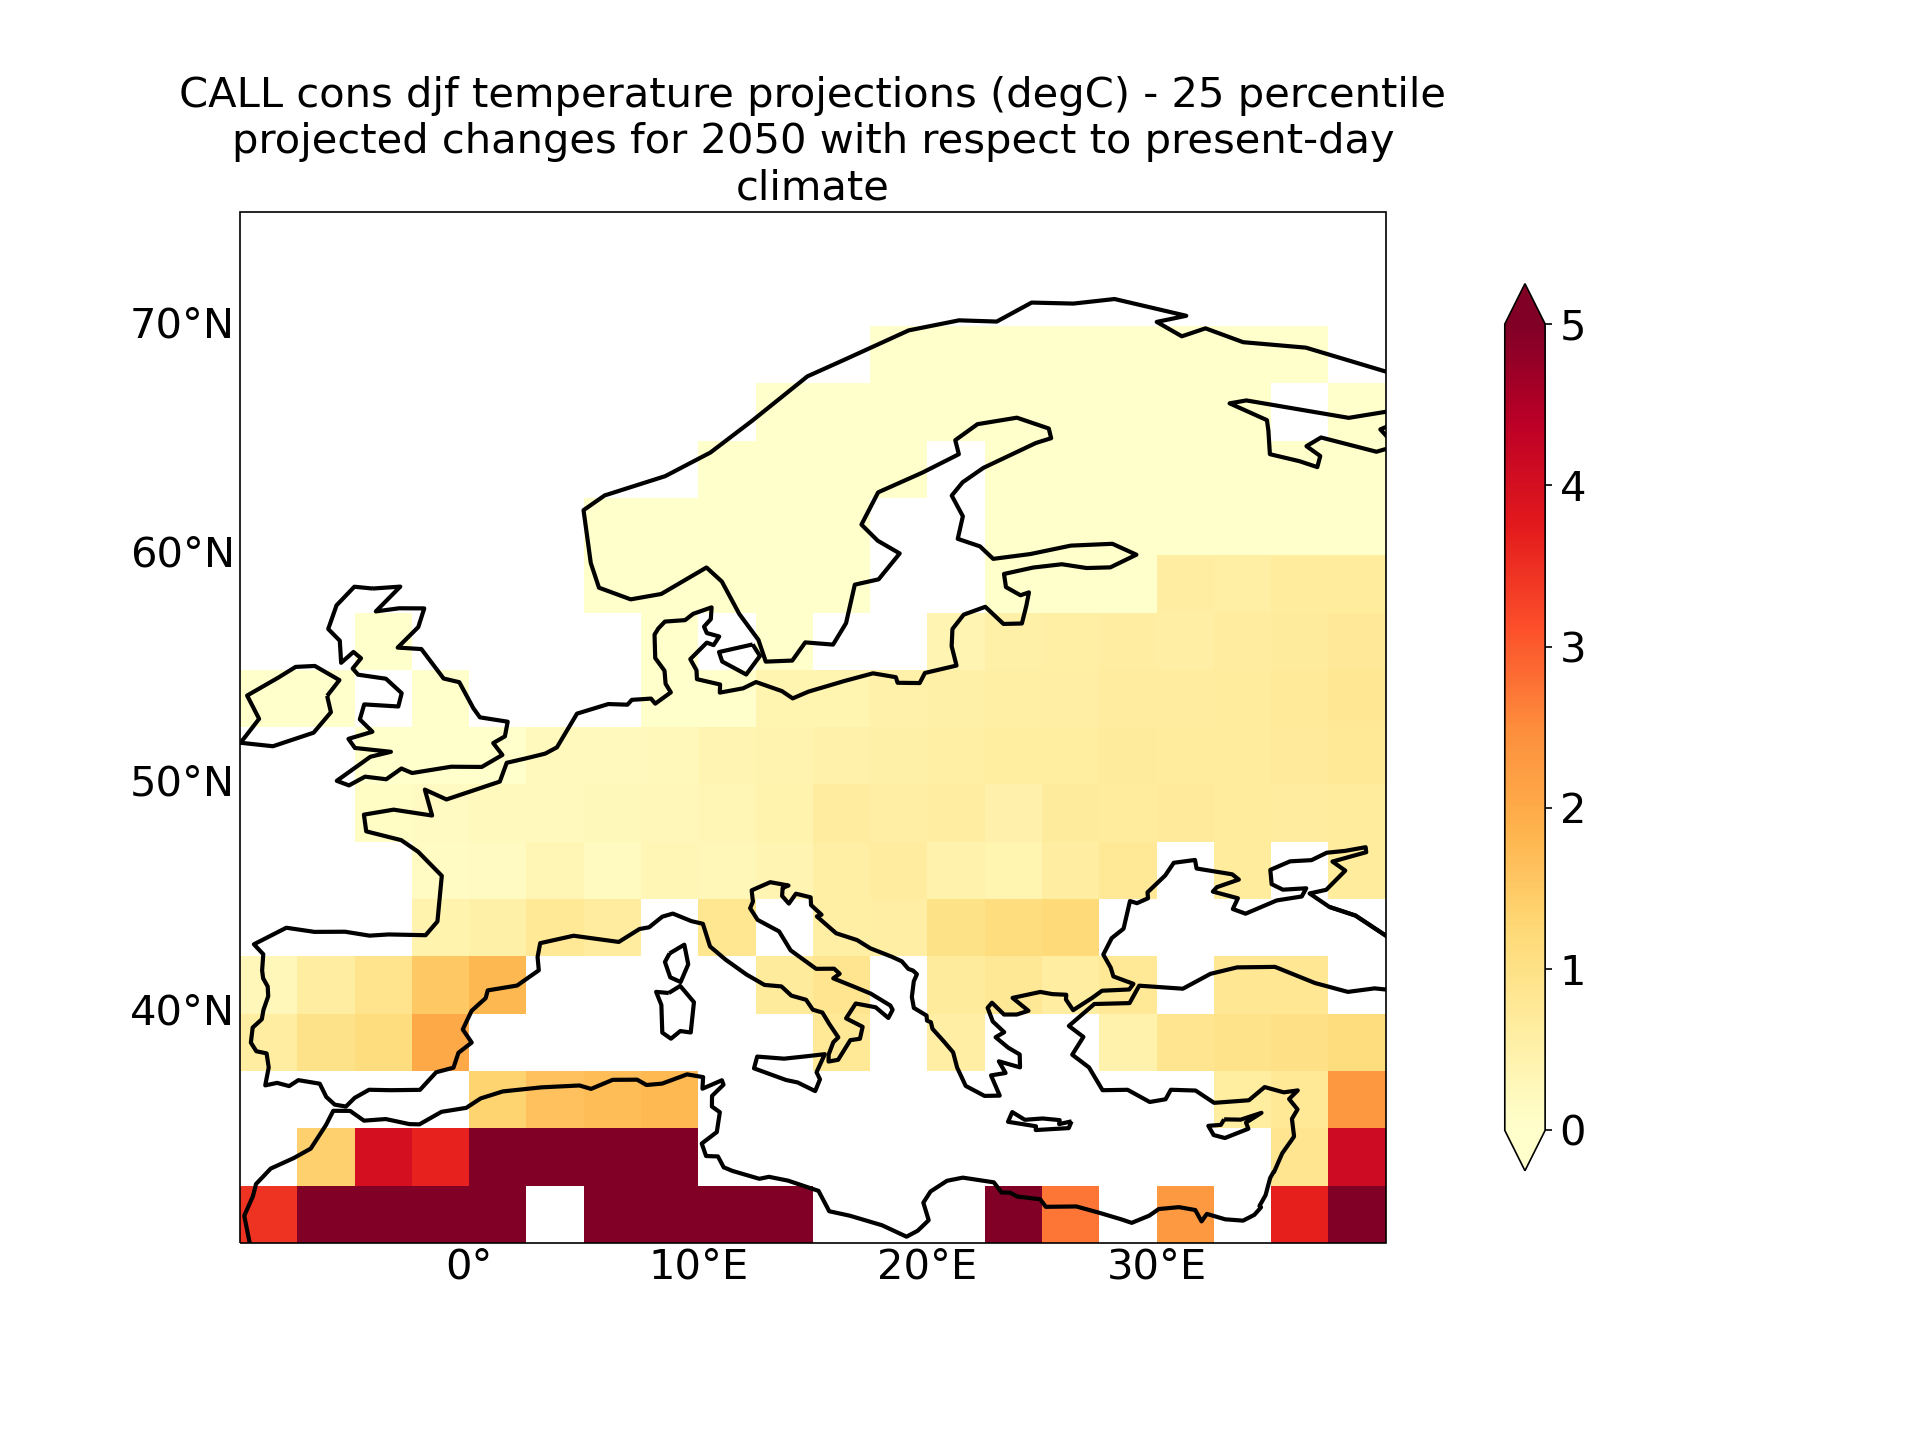 CALL cons djf temperature projections (degC) - 25 percentile
projected changes for 2050 with respect to present-day
climate
70°N
60°N
50°N
40°N
0°
10°E
20°E
30°E
5
4
3
2
1
0